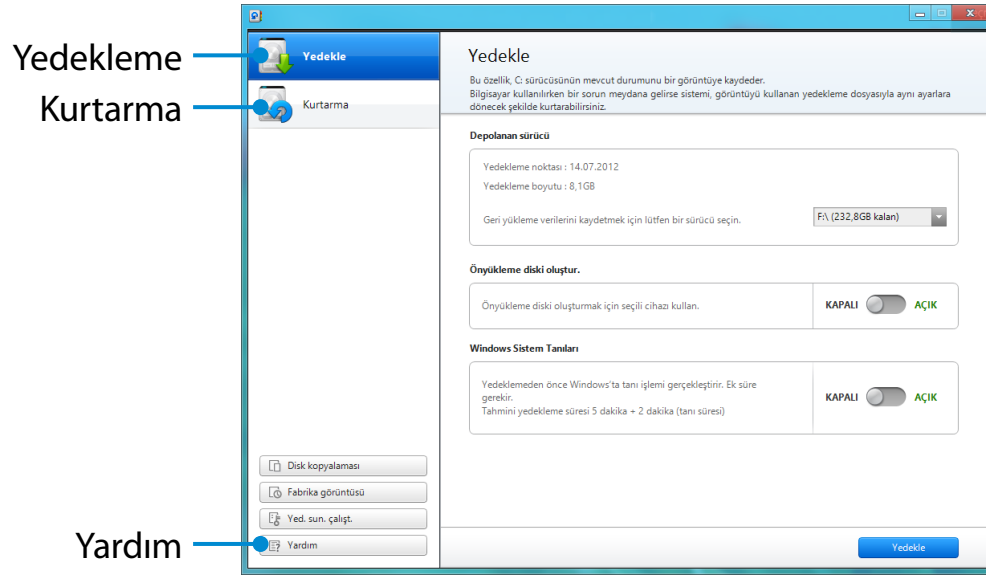 Yedekleme
Kurtarma
Yardım
Yedekle
Kurtarma
Disk kopyalaması
Fabrika görüntüsü
Yed. sun. çalışt.
Yardım
Yedekle
Bu özellik, C: sürücüsünün mevcut durumunu bir görüntüye kaydeder.
Bilgisayar kullanılırken bir sorun meydana gelirse sistemi, görüntüyü kullanan yedekleme dosyasıyla aynı ayarlara
dönecek şekilde kurtarabilirsiniz.
Depolanan sürücü
Yedekleme noktası : 14.07.2012
Yedekleme boyutu : 8,1GB
Geri yükleme verilerini kaydetmek için lütfen bir sürücü seçin.
F:\ (232,8GB kalan)
Önyükleme diski oluştur.
Önyükleme diski oluşturmak için seçili cihazı kullan.
KAPALI AÇIK
Windows Sistem Tanıları
Yedeklemeden önce Windows'ta tanı işlemi gerçekleştirir. Ek süre
gerekir.
Tahmini yedekleme süresi 5 dakika + 2 dakika (tanı süresi)
KAPALI AÇIK
Yedekle